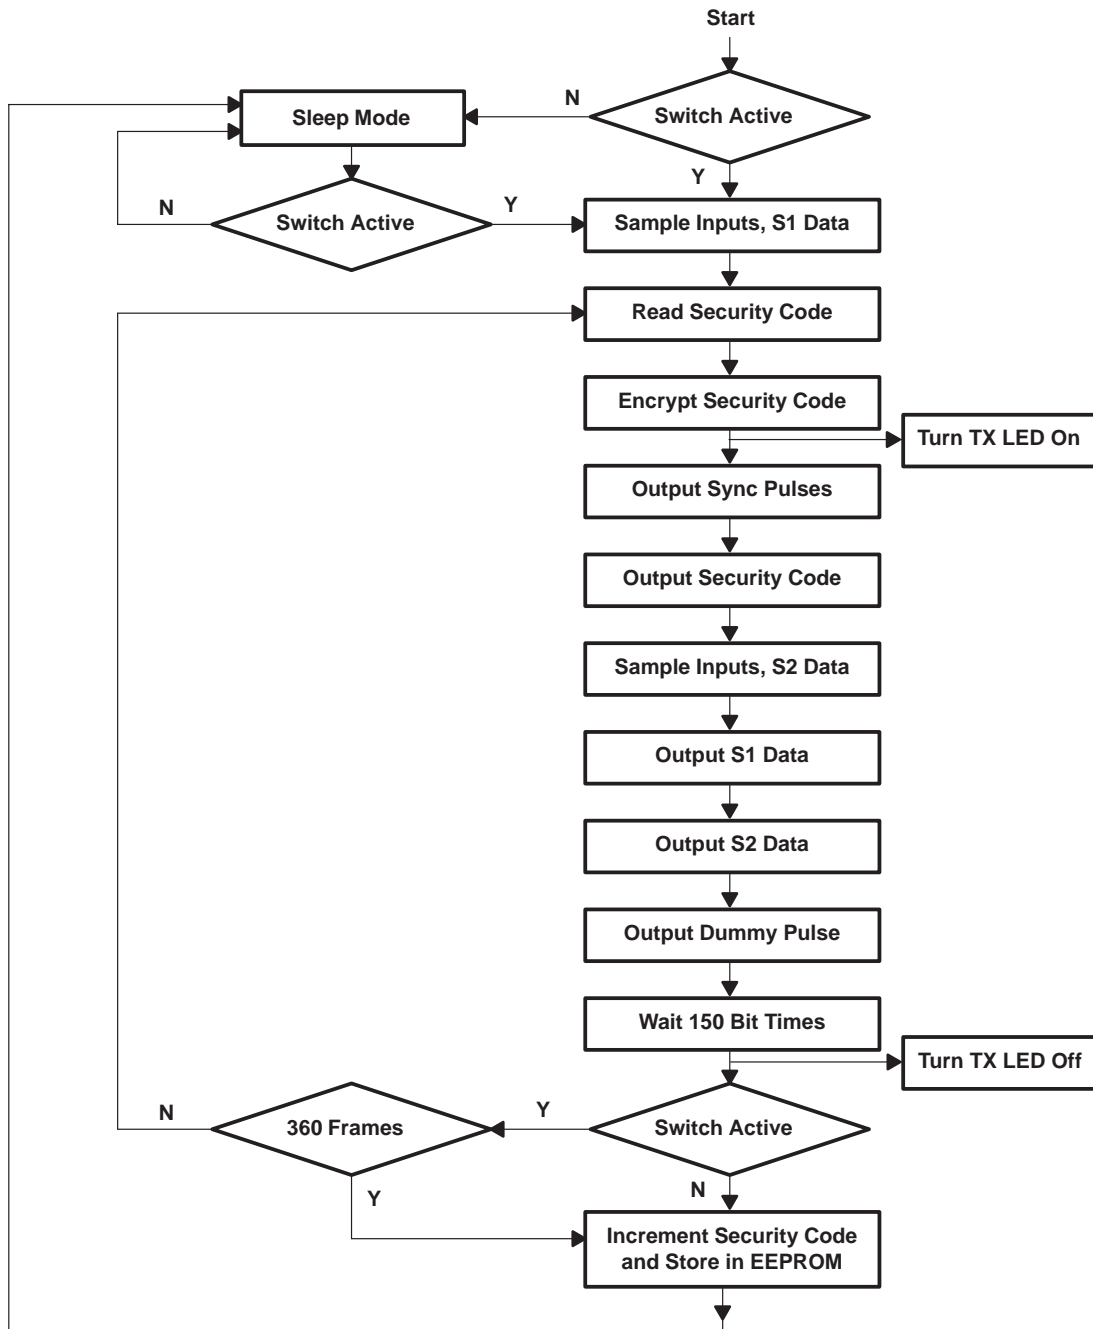 Start
Switch Active
N
Sleep Mode
Y
Switch Active
N
Y
Sample Inputs, S1 Data
Read Security Code
Encrypt Security Code
Turn TX LED On
Output Sync Pulses
Output Security Code
Sample Inputs, S2 Data
Output S1 Data
Output S2 Data
Output Dummy Pulse
Wait 150 Bit Times
Turn TX LED Off
Switch Active
Y
360 Frames
N
Y
N
Increment Security Code
and Store in EEPROM